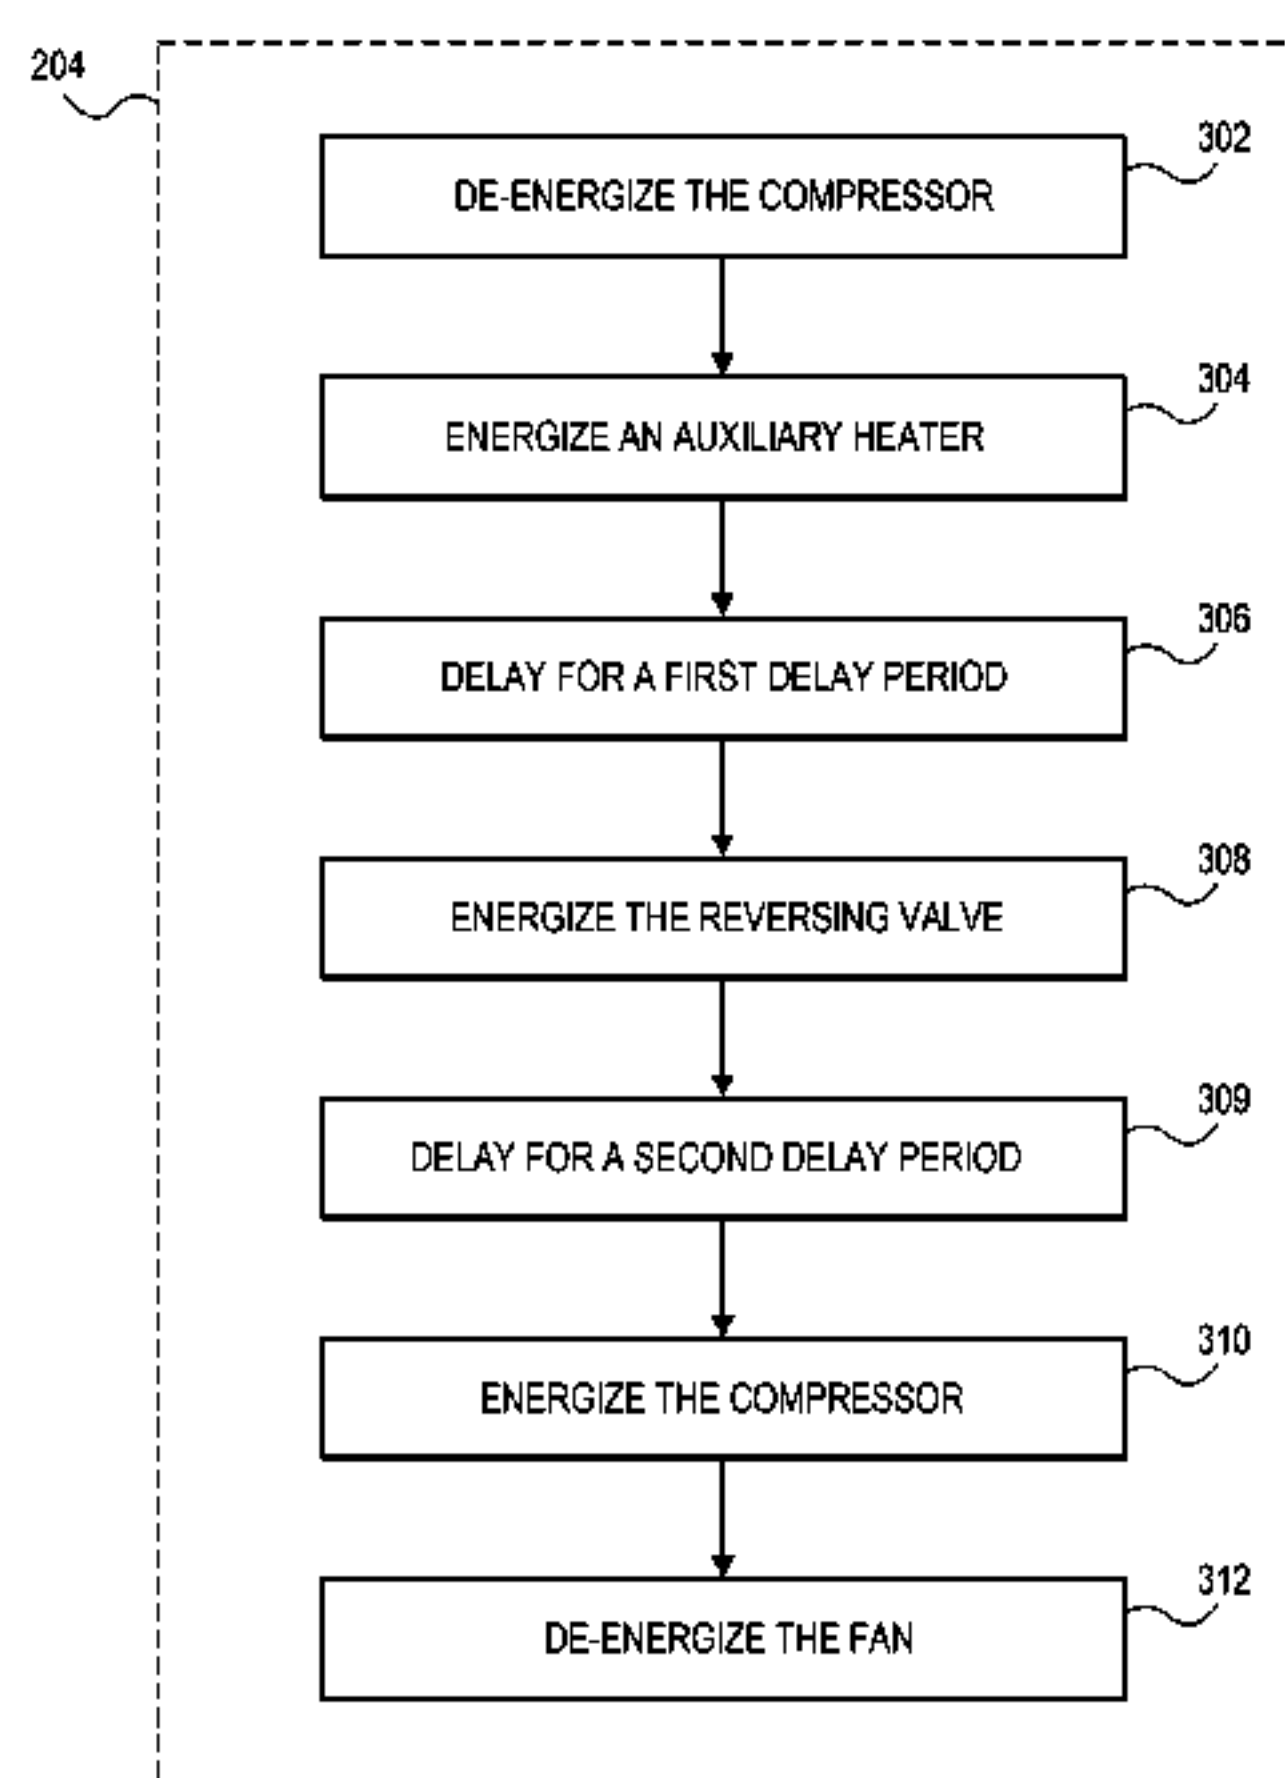 204
302
DE-ENERGIZE THE COMPRESSOR
304
ENERGIZE AN AUXILIARY HEATER
306
DELAY FOR A FIRST DELAY PERIOD
308
ENERGIZE THE REVERSING VALVE
309
DELAY FOR A SECOND DELAY PERIOD
310
ENERGIZE THE COMPRESSOR
312
DE-ENERGIZE THE FAN